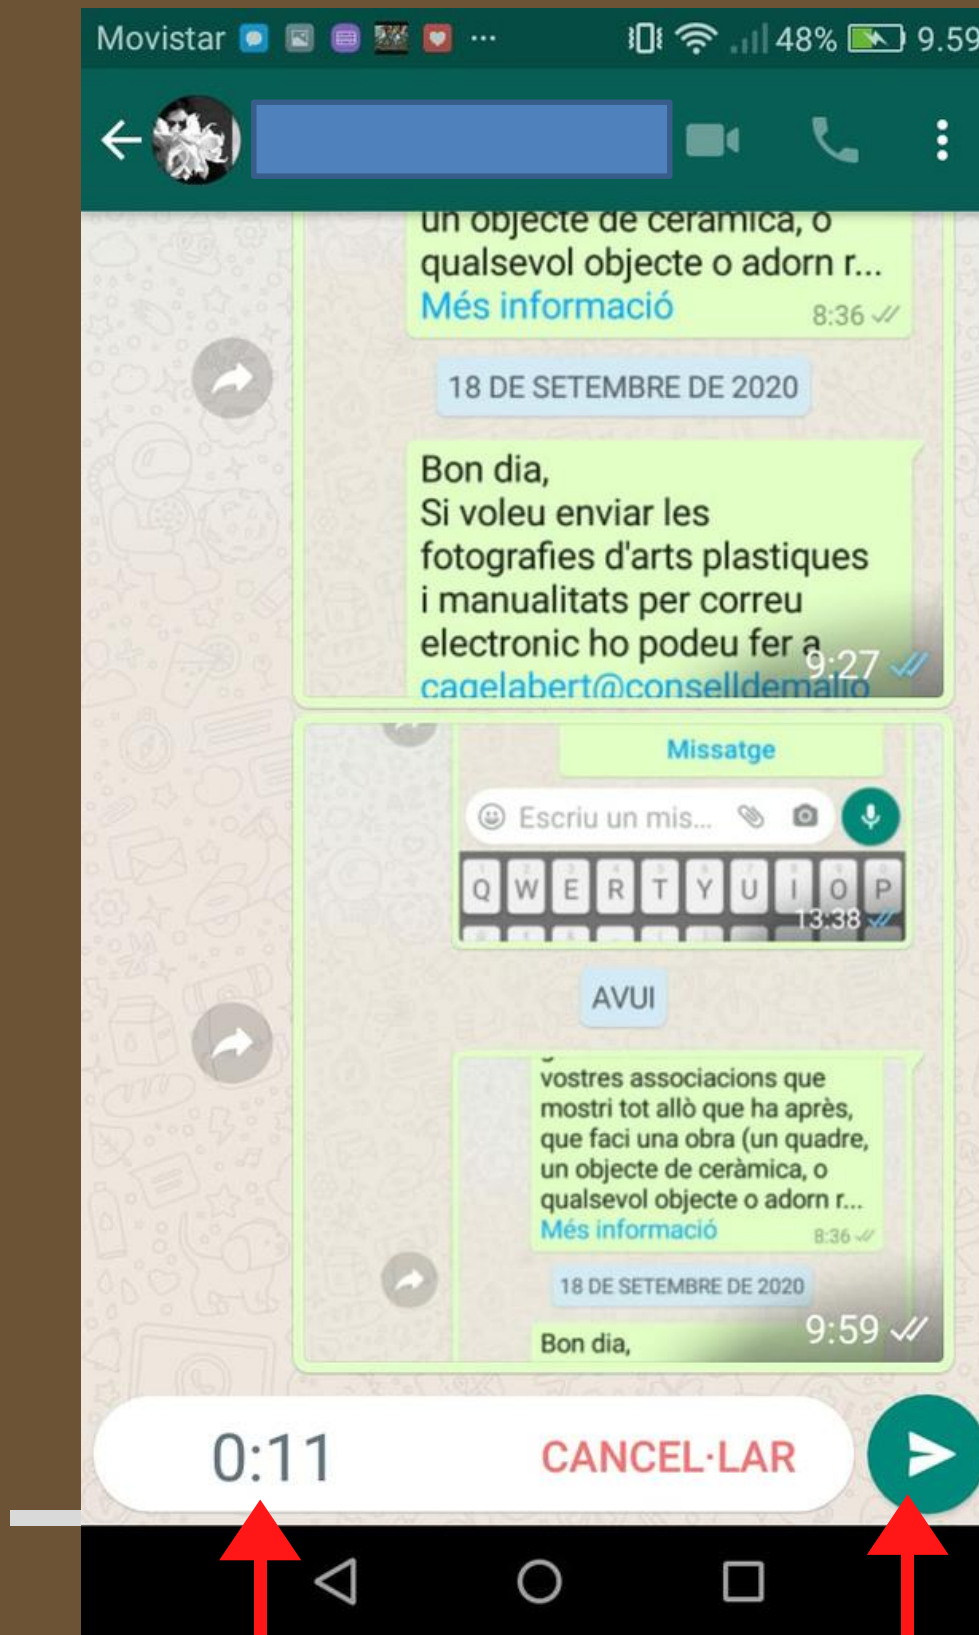 Movistar ... 48% 9.59
un objecte de ceràmica, o
qualsevol objecte o adorn r...
Més informació
8:36
18 DE SETEMBRE DE 2020
Bon dia,
Si voleu enviar les
fotografies d'arts plastiques
i manualitats per correu
electronic ho podeu fer a
9:27
cagelabert@conselldemallo
Missatge
Escriu un mis...
Q W E R T Y U I O P
13:38
AVUI
vostres associacions que
mostri tot allò que ha après,
que faci una obra (un quadre,
un objecte de ceràmica, o
qualsevol objecte o adorn r...
Més informació
8:36
18 DE SETEMBRE DE 2020
Bon dia,
9:59
0:11 CANCEL·LAR